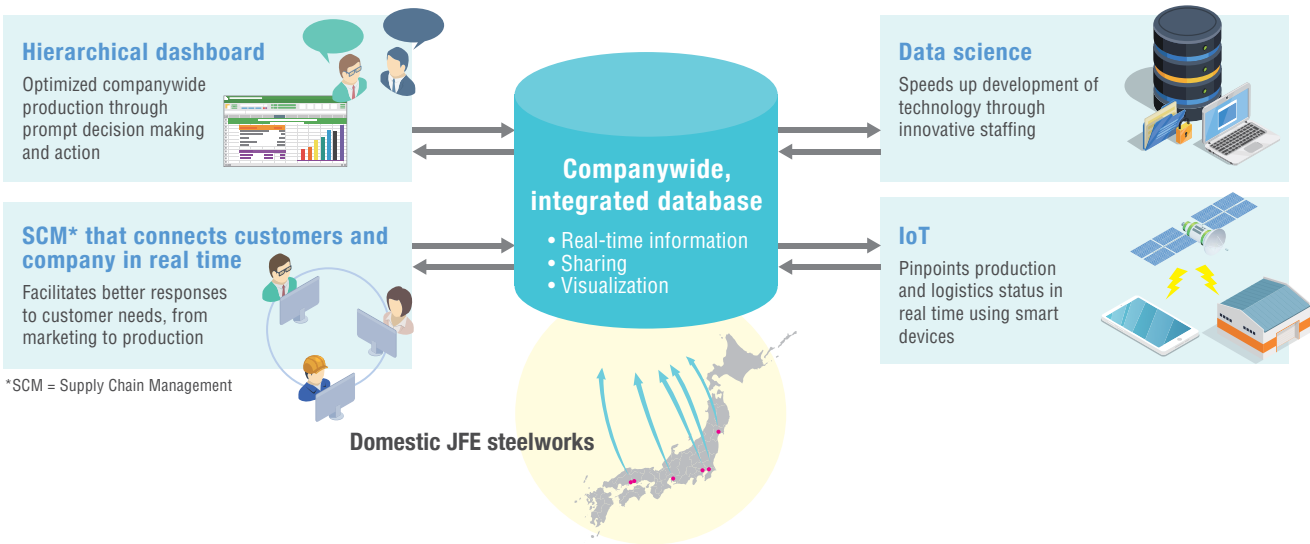 Hierarchical dashboard
Optimized companywide
production through
prompt decision making
and action
SCM* that connects customers and
company in real time
Facilitates better responses
to customer needs, from
marketing to production
*SCM = Supply Chain Management
Companywide,
integrated database
• Real-time information
• Sharing
• Visualization
Domestic JFE steelworks
Data science
Speeds up development of
technology through
innovative staffing
IoT
Pinpoints production
and logistics status in
real time using smart
devices